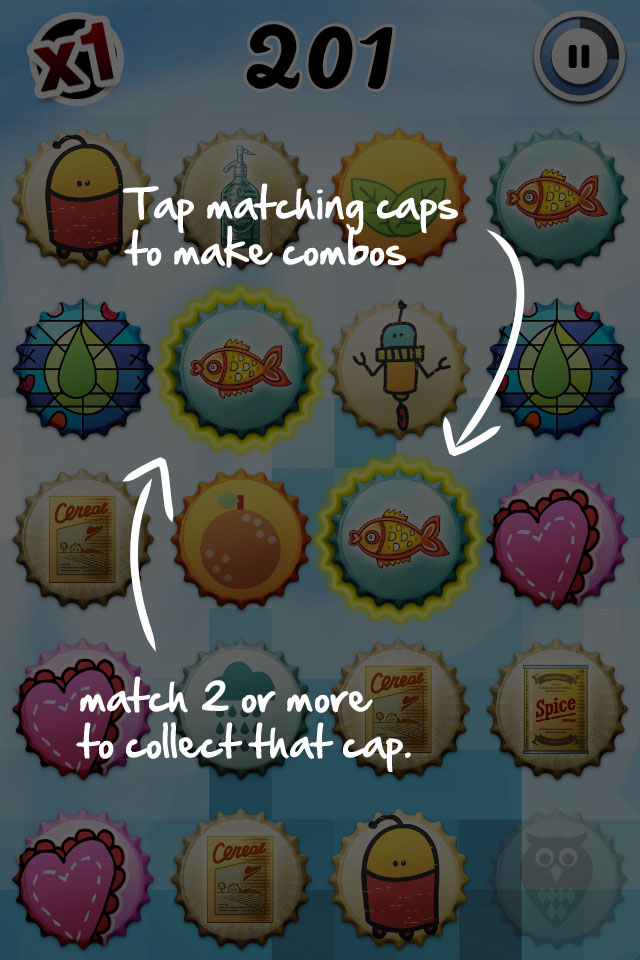 x1
201
Tap matching caps
to make combos
Cereal
match 2 or more
to collect that cap.
Cereal
Spice
Cereal